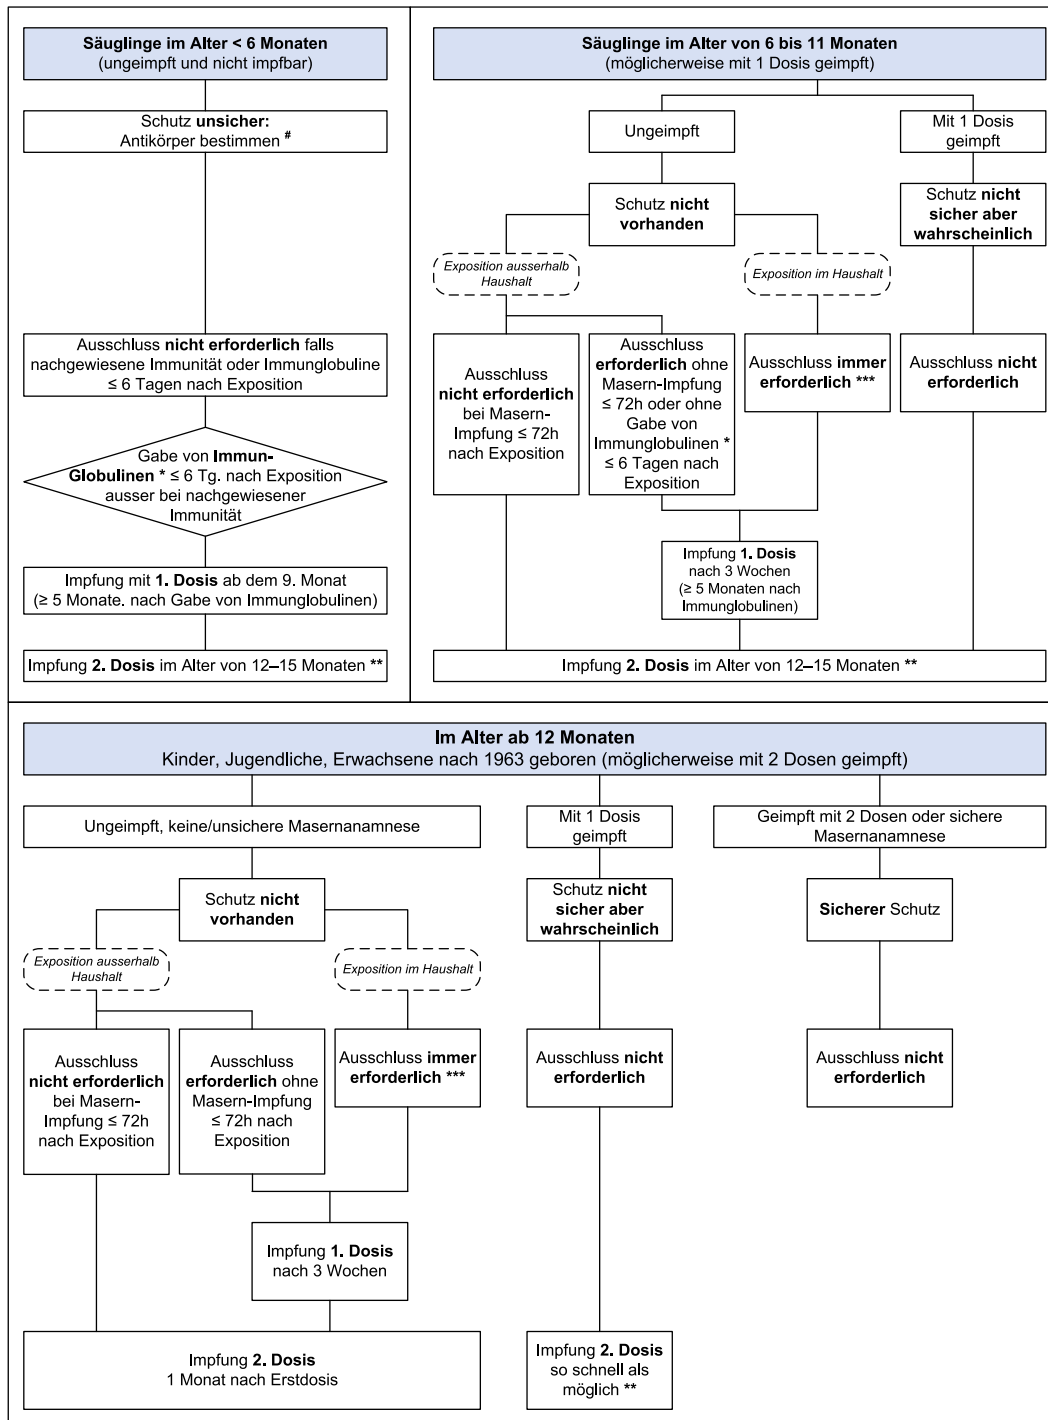 Säuglinge im Alter < 6 Monaten
(ungeimpft und nicht impfbar)
Schutz unsicher:
Antikörper bestimmen #
Ausschluss nicht erforderlich falls
nachgewiesene Immunität oder Immunglobuline
≤ 6 Tagen nach Exposition
Gabe von Immun-
Globulinen * ≤ 6 Tg. nach Exposition
ausser bei nachgewiesener
Immunität
Impfung mit 1. Dosis ab dem 9. Monat
(≥ 5 Monate. nach Gabe von Immunglobulinen)
Impfung 2. Dosis im Alter von 12–15 Monaten **
Säuglinge im Alter von 6 bis 11 Monaten
(möglicherweise mit 1 Dosis geimpft)
Ungeimpft
Mit 1 Dosis
geimpft
Schutz nicht
vorhanden
Schutz nicht
sicher aber
wahrscheinlich
Exposition ausserhalb
Haushalt
Exposition im Haushalt
Ausschluss
nicht erforderlich
bei Masern-
Impfung ≤ 72h
nach Exposition
Ausschluss
erforderlich ohne
Masern-Impfung
≤ 72h oder ohne
Gabe von
Immunglobulinen *
≤ 6 Tagen nach
Exposition
Ausschluss immer
erforderlich ***
Ausschluss nicht
erforderlich
Impfung 1. Dosis
nach 3 Wochen
(≥ 5 Monaten nach
Immunglobulinen)
Impfung 2. Dosis im Alter von 12–15 Monaten **
Im Alter ab 12 Monaten
Kinder, Jugendliche, Erwachsene nach 1963 geboren (möglicherweise mit 2 Dosen geimpft)
Ungeimpft, keine/unsichere Masernanamnese
Mit 1 Dosis
geimpft
Geimpft mit 2 Dosen oder sichere
Masernanamnese
Schutz nicht
vorhanden
Schutz nicht
sicher aber
wahrscheinlich
Sicherer Schutz
Exposition ausserhalb
Haushalt
Exposition im Haushalt
Ausschluss
nicht erforderlich
bei Masern-
Impfung ≤ 72h
nach Exposition
Ausschluss
erforderlich ohne
Masern-Impfung
≤ 72h nach
Exposition
Ausschluss immer
erforderlich ***
Ausschluss nicht
erforderlich
Ausschluss nicht
erforderlich
Impfung 1. Dosis
nach 3 Wochen
Impfung 2. Dosis
1 Monat nach Erstdosis
Impfung 2. Dosis
so schnell als
möglich **